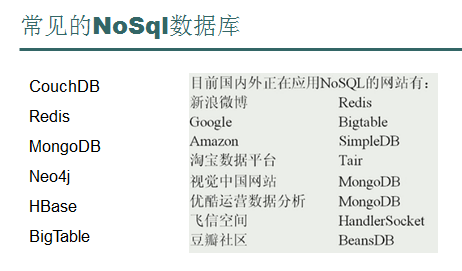 常见的NoSql数据库
CouchDB
Redis
MongoDB
Neo4j
HBase
BigTable
目前国内外正在应用NoSQL的网站有：
新浪微博 Redis
Google Bigtable
Amazon SimpleDB
淘宝数据平台 Tair
视觉中国网站 MongoDB
优酷运营数据分析 MongoDB
飞信空间 HandlerSocket
豆瓣社区 BeansDB